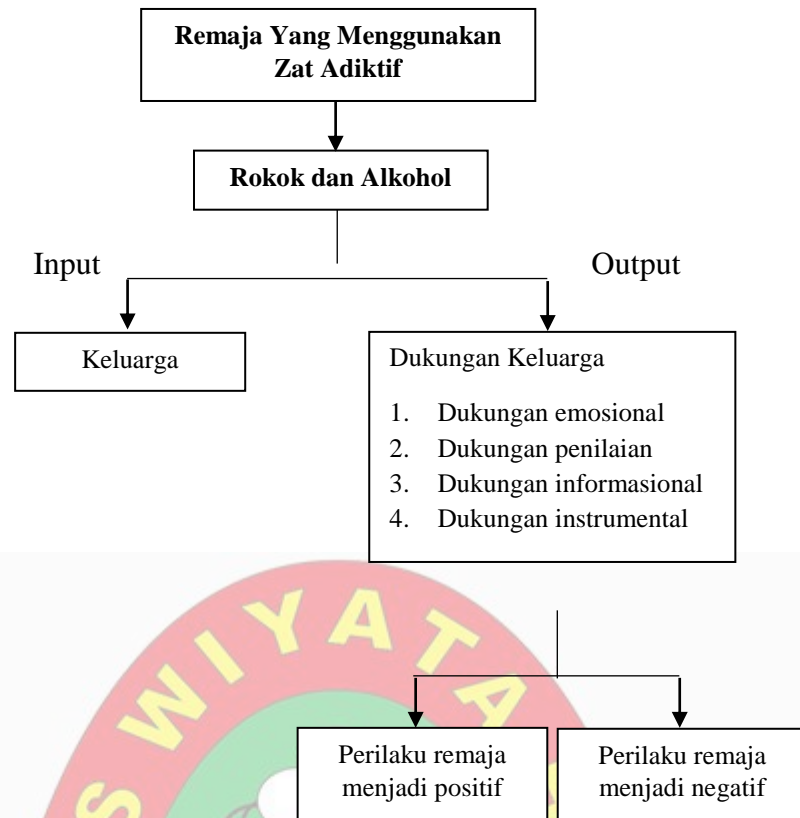 Remaja Yang Menggunakan
Zat Adiktif
Rokok dan Alkohol
Input
Output
Keluarga
Dukungan Keluarga
1. Dukungan emosional
2. Dukungan penilaian
3. Dukungan informasional
4. Dukungan instrumental
S WIYATA
Perilaku remaja
menjadi positif
Perilaku remaja
menjadi negatif